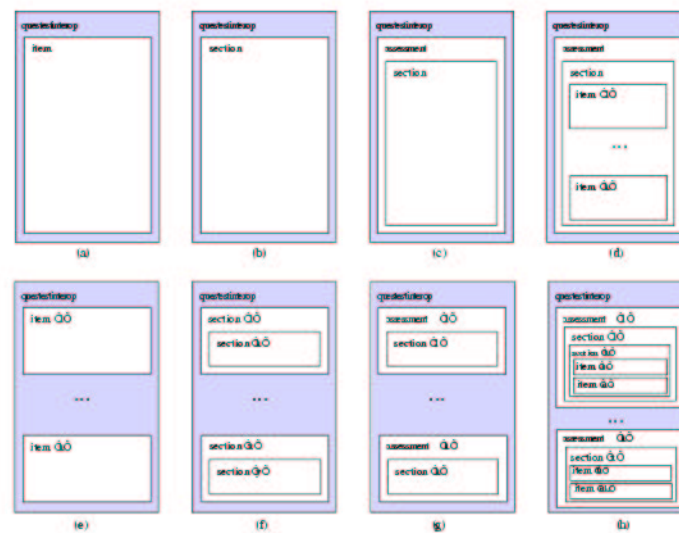 questestinterop
item
(a)
questestinterop
section
(b)
questestinterop
assessment
section
(c)
questestinterop
assessment
section
item
...
item
(d)
questestinterop
item
...
item
(e)
questestinterop
section
section
...
section
section
(f)
questestinterop
assessment
section
...
assessment
section
(g)
questestinterop
assessment
section
section
item
item
...
assessment
section
item
item
(h)